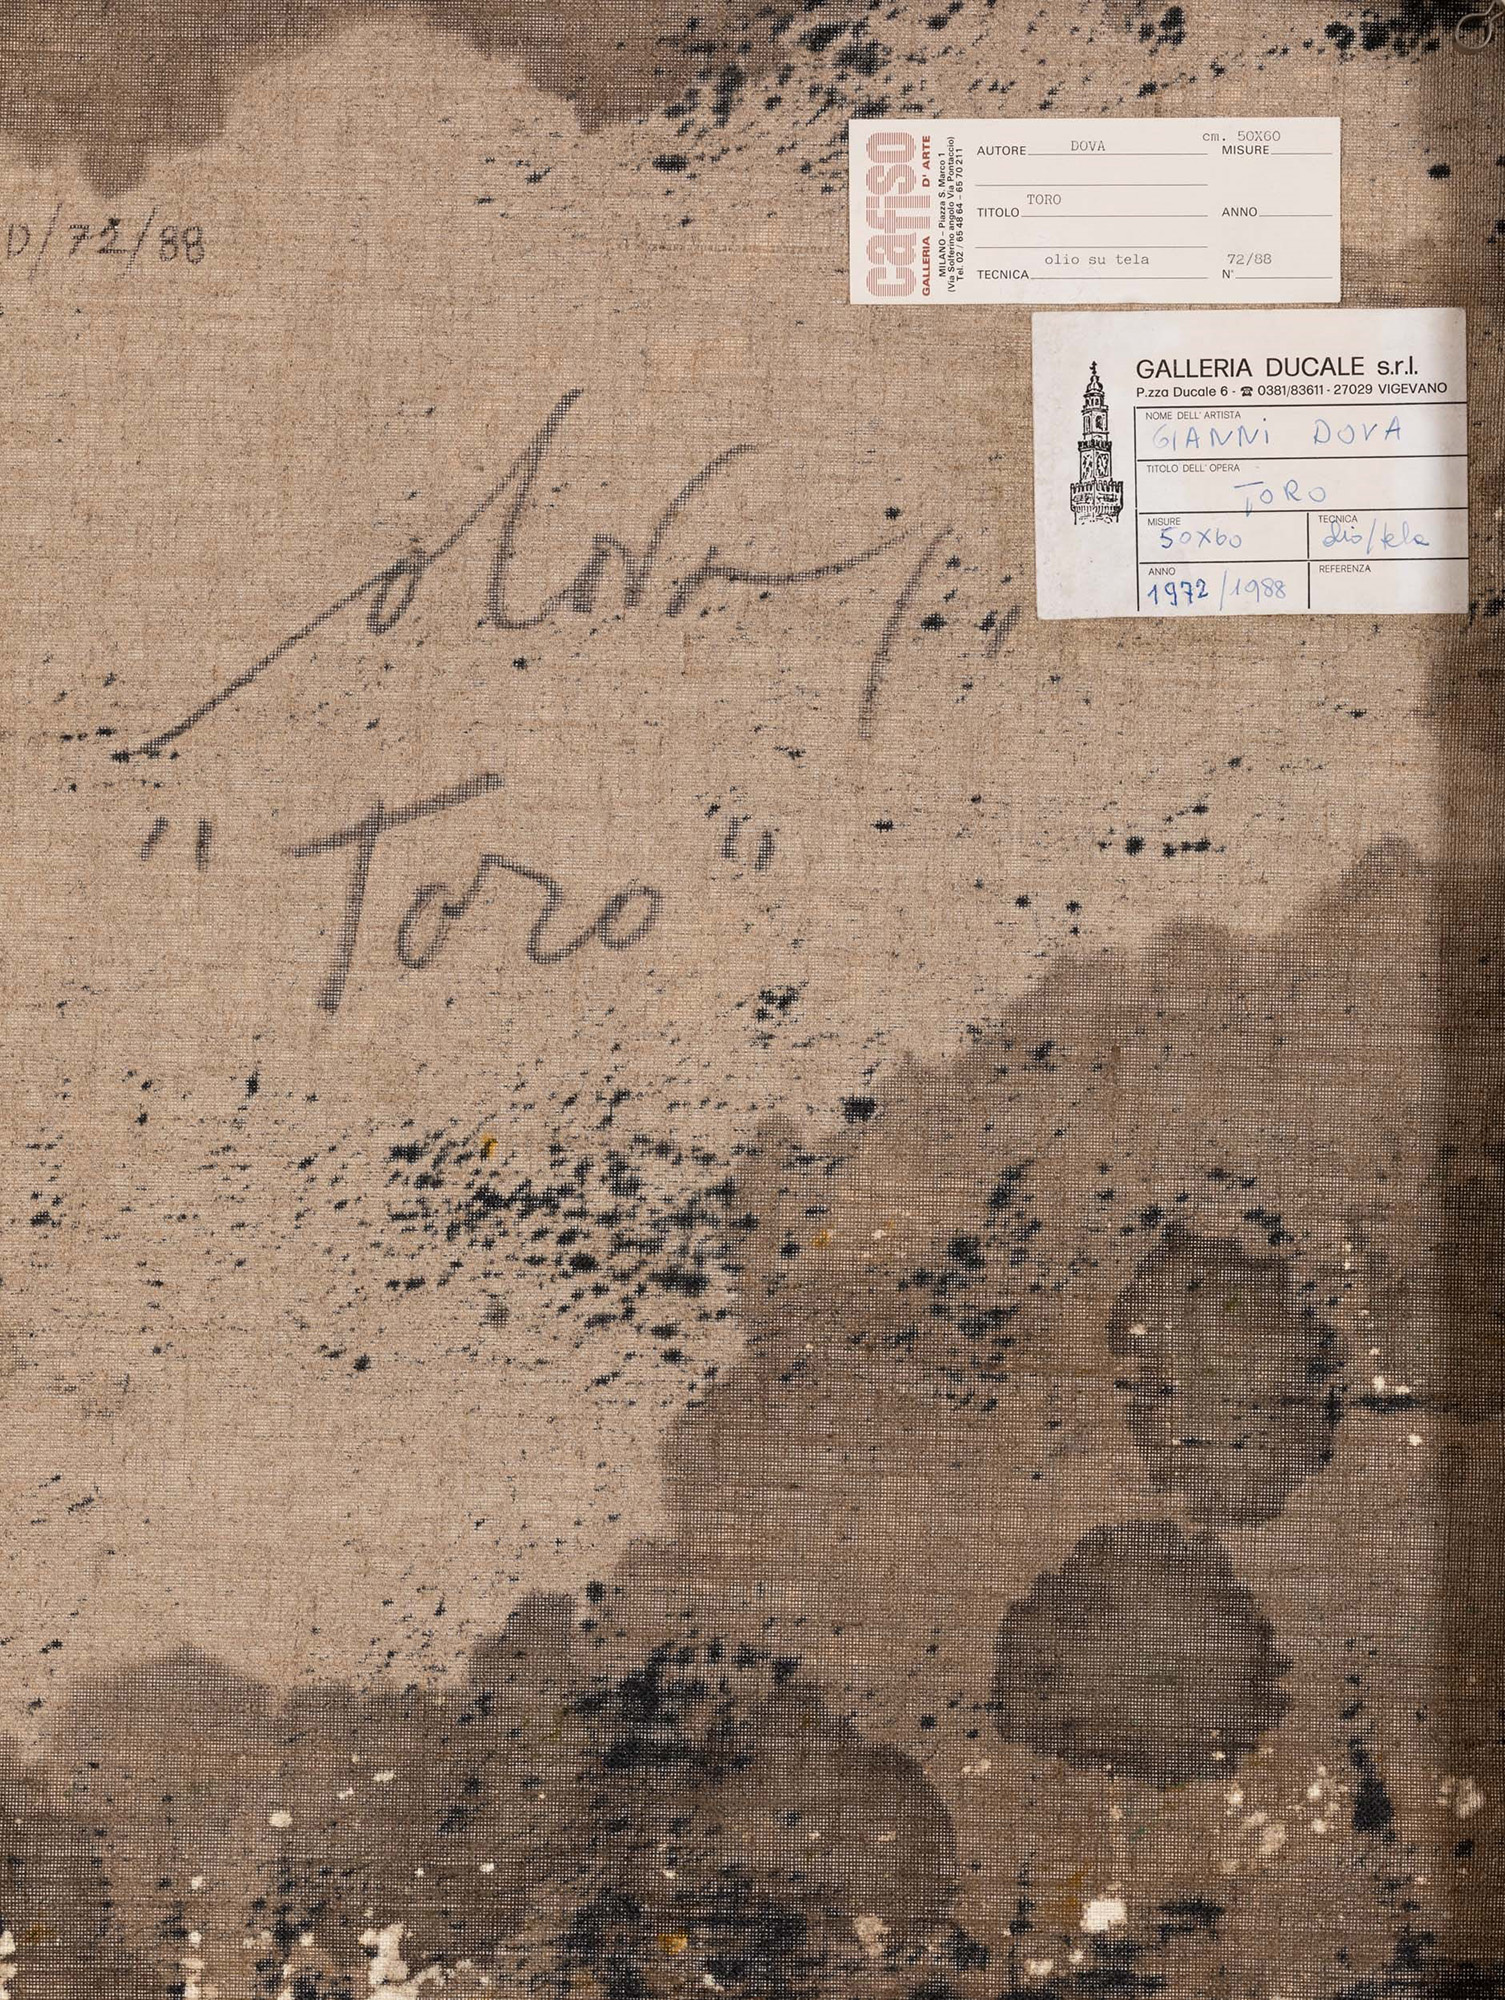 D/72/88
cafiso
GALLERIA D'ARTE
MILANO - Piazza S. Marco 1
(Via Solferino angolo Via Pontaccio)
Tel. 02 / 65 48 64 - 65 70 211
cm. 50X60
AUTORE DOVA MISURE
TITOLO TORO ANNO
TECNICA olio su tela N° 72/88
GALLERIA DUCALE s.r.l.
P.zza Ducale 6 - ☎ 0381/83611 - 27029 VIGEVANO
NOME DELL'ARTISTA
GIANNI DOVA
TITOLO DELL'OPERA
TORO
MISURE
50X60
TECNICA
olio/tela
ANNO
1972/1988
REFERENZA
Dova
"Toro"